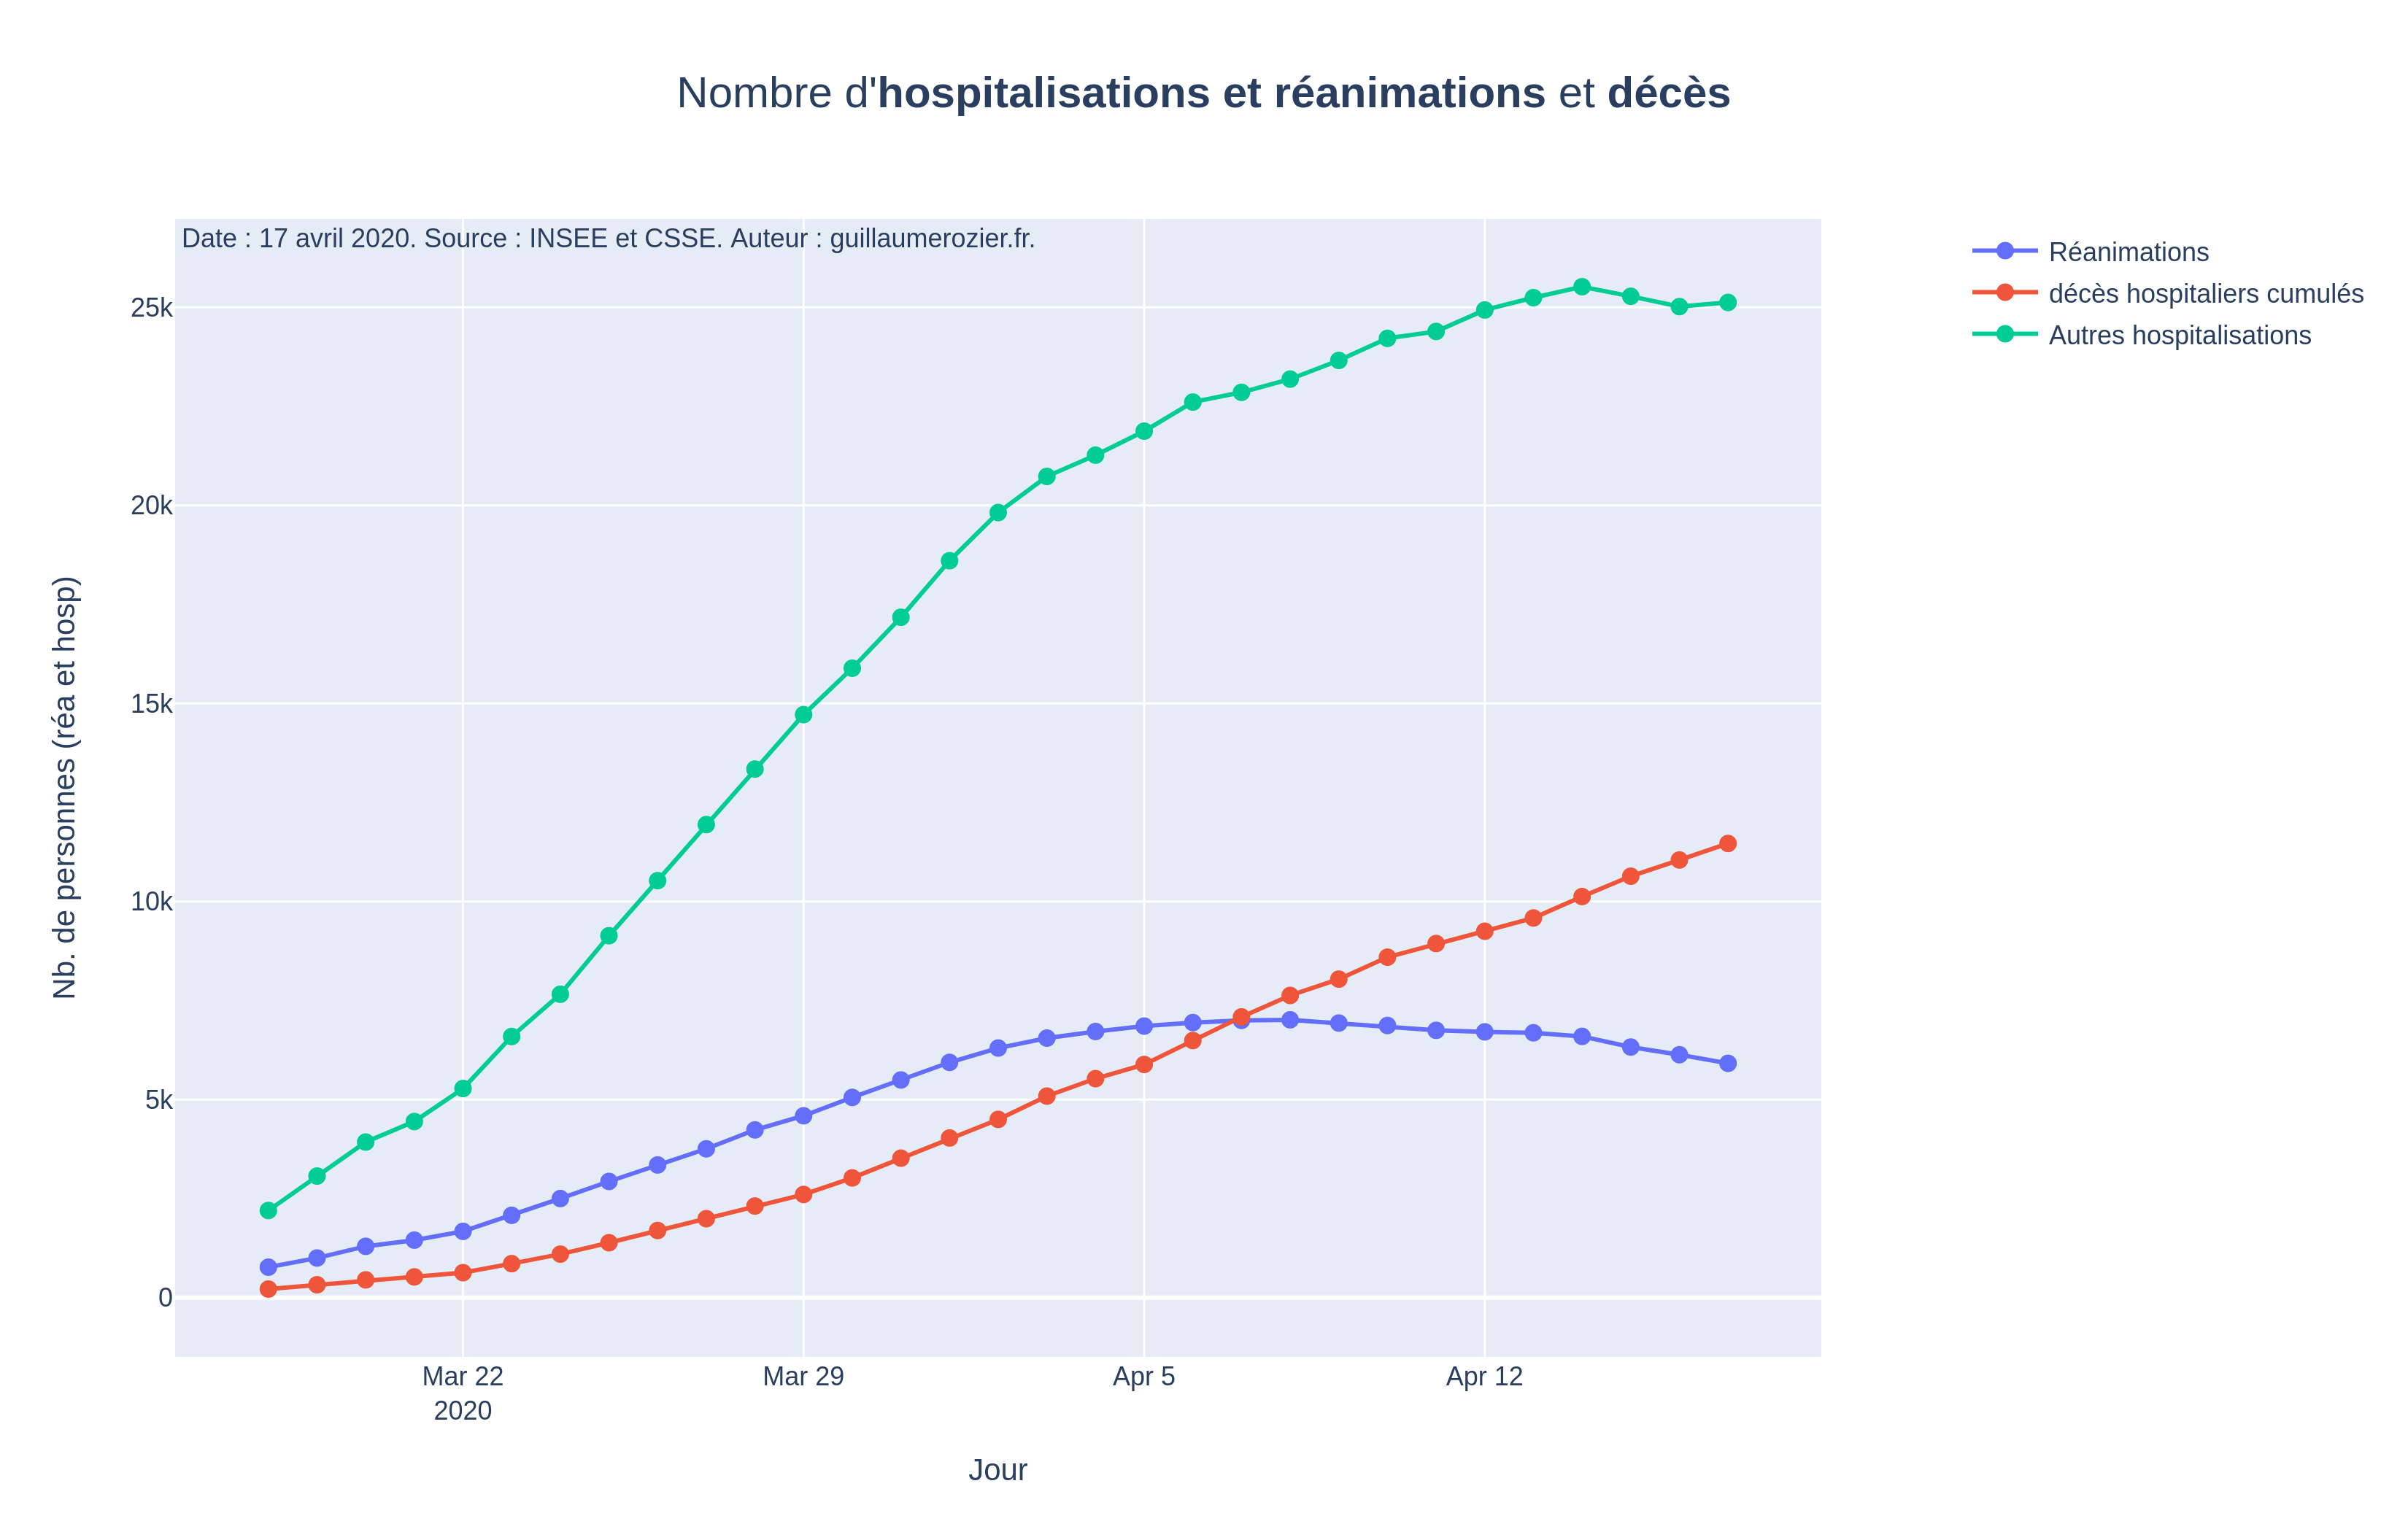 Nombre d'hospitalisations et réanimations et décès
Date : 17 avril 2020. Source : INSEE et CSSE. Auteur : guillaumerozier.fr.
Réanimations
décès hospitaliers cumulés
Autres hospitalisations
Nb. de personnes (réa et hosp)
25k
20k
15k
10k
5k
0
Mar 22
2020
Mar 29
Apr 5
Apr 12
Jour